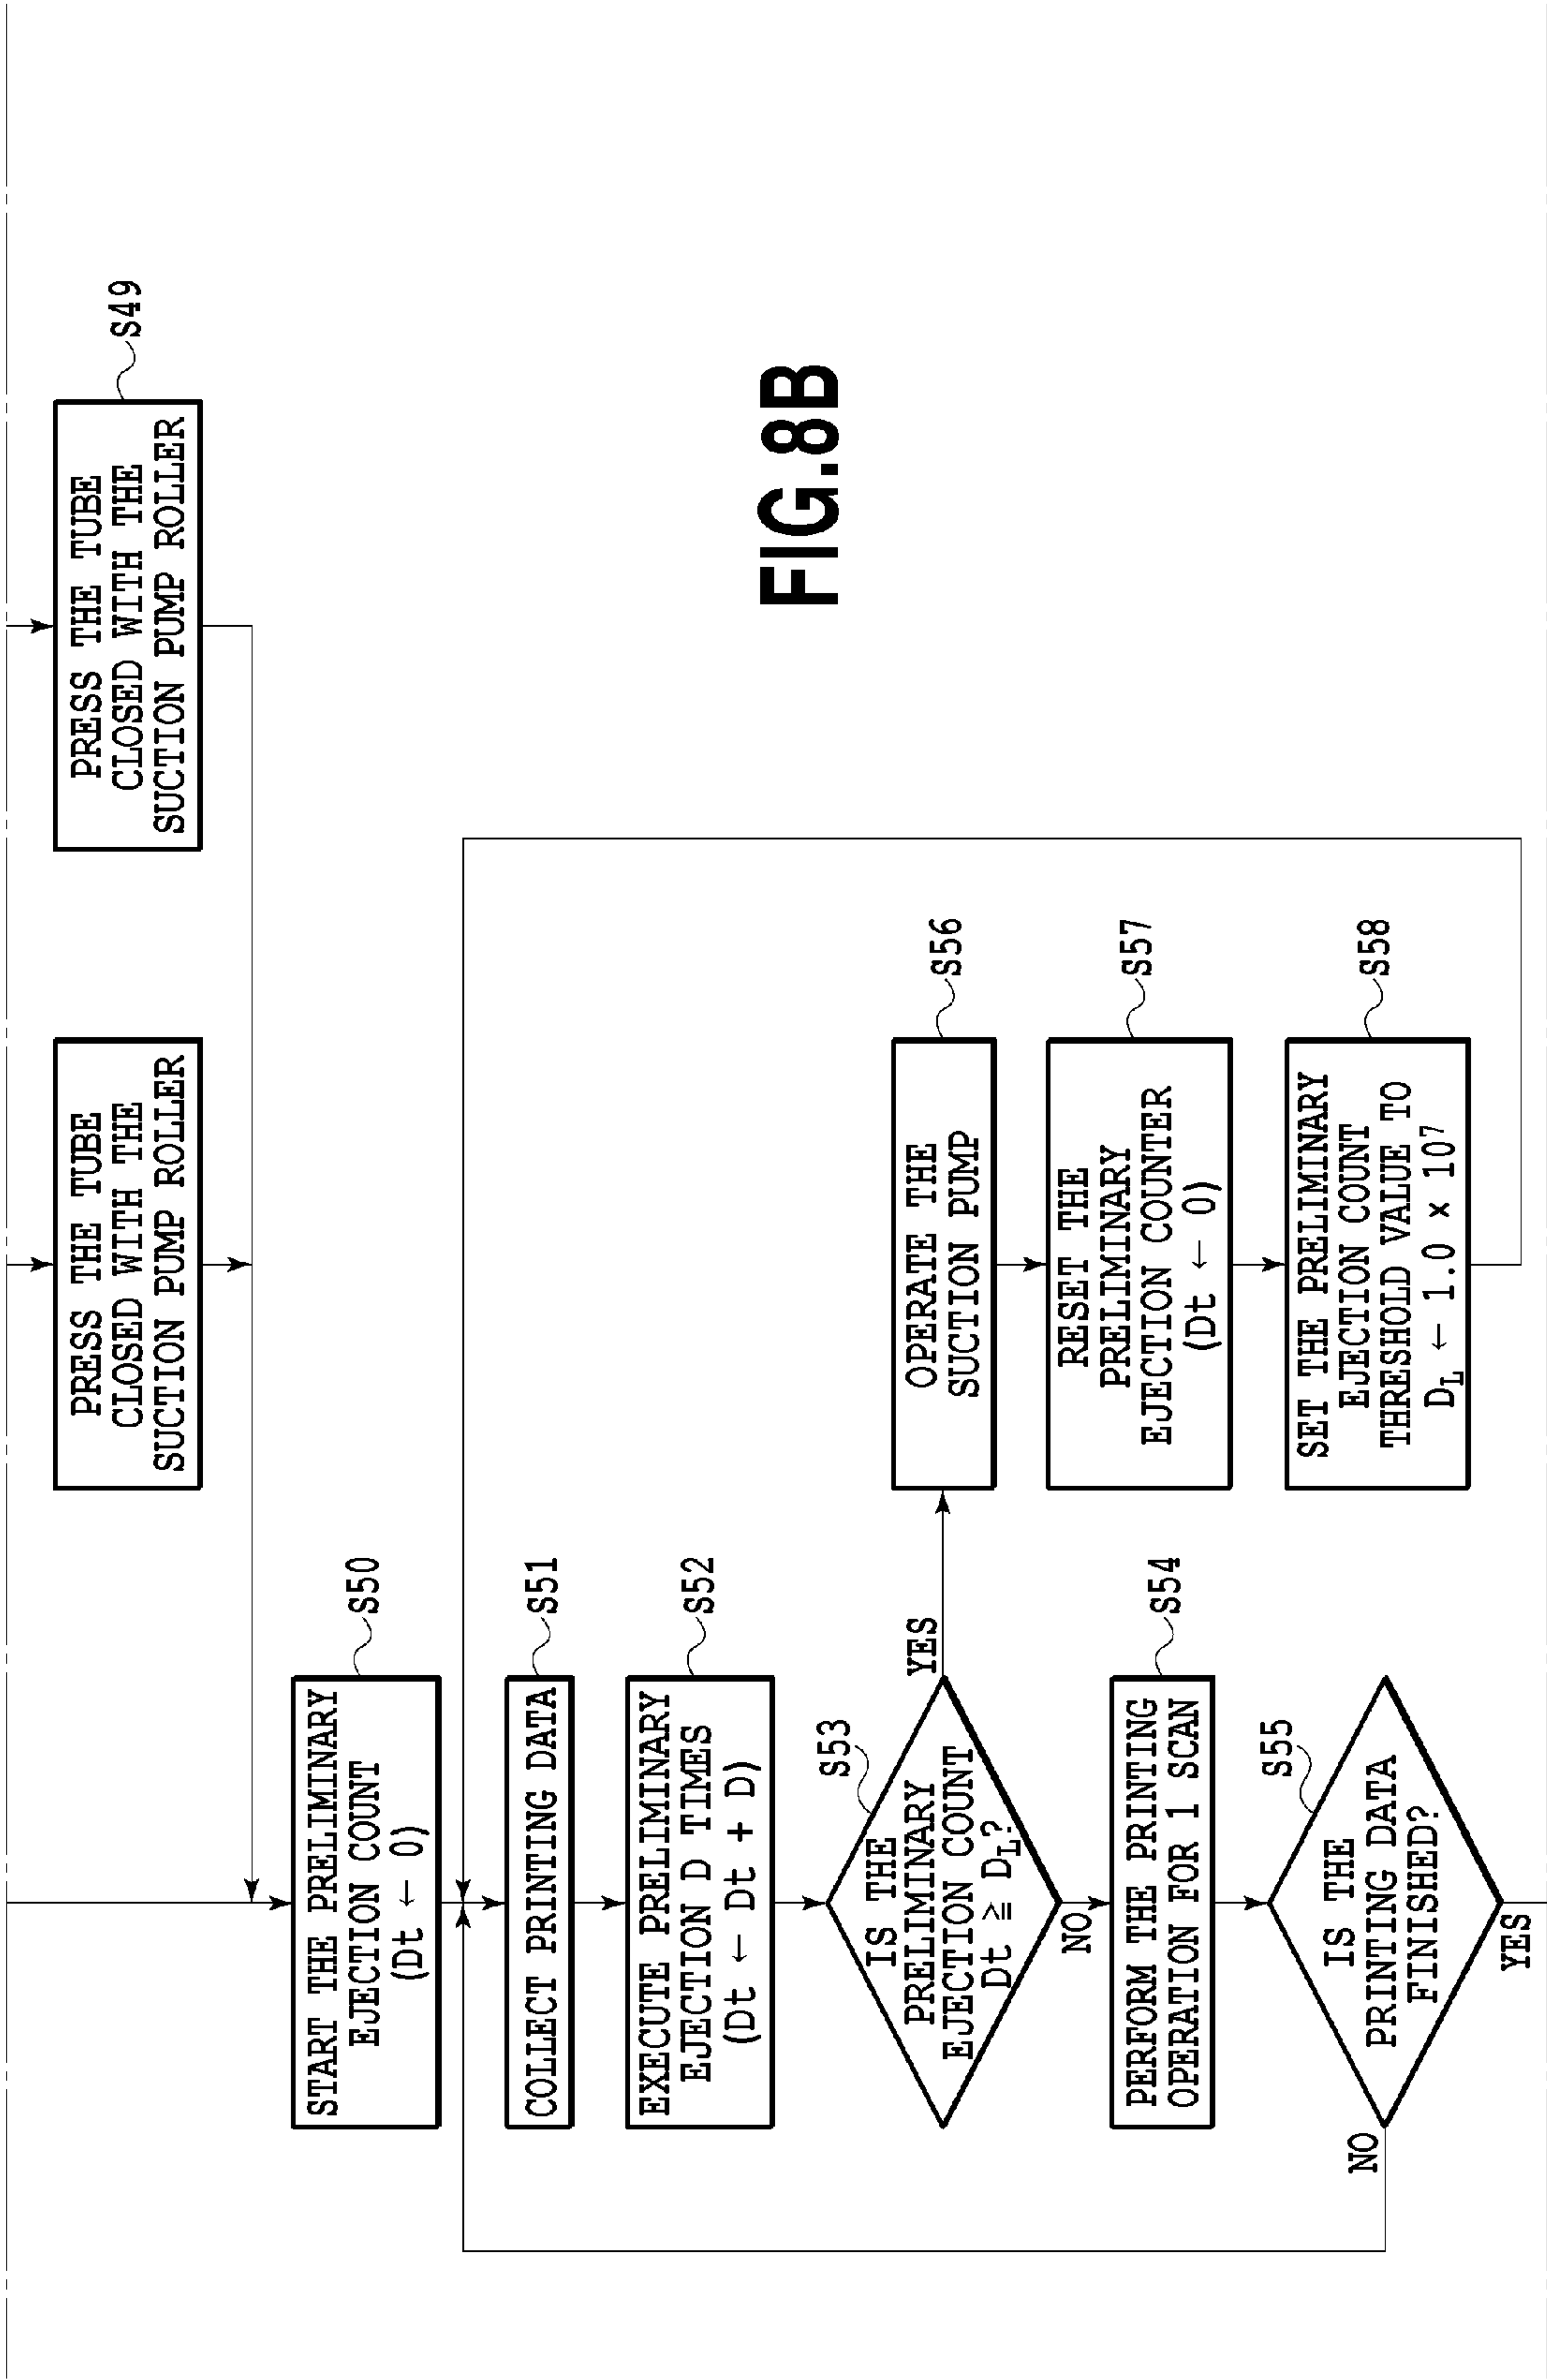 PRESS THE TUBE
CLOSED WITH THE
SUCTION PUMP ROLLER
PRESS THE TUBE
CLOSED WITH THE
SUCTION PUMP ROLLER
S49
START THE PRELIMINARY
EJECTION COUNT
(Dt ← 0)
S50
COLLECT PRINTING DATA
S51
EXECUTE PRELIMINARY
EJECTION D TIMES
(Dt ← Dt + D)
S52
IS THE
PRELIMINARY
EJECTION COUNT
Dt ≧ DL?
S53
YES
NO
PERFORM THE PRINTING
OPERATION FOR 1 SCAN
S54
IS THE
PRINTING DATA
FINISHED?
S55
NO
YES
OPERATE THE
SUCTION PUMP
S56
RESET THE
PRELIMINARY
EJECTION COUNTER
(Dt ← 0)
S57
SET THE PRELIMINARY
EJECTION COUNT
THRESHOLD VALUE TO
DL ← 1.0 × 10⁷
S58
FIG.8B